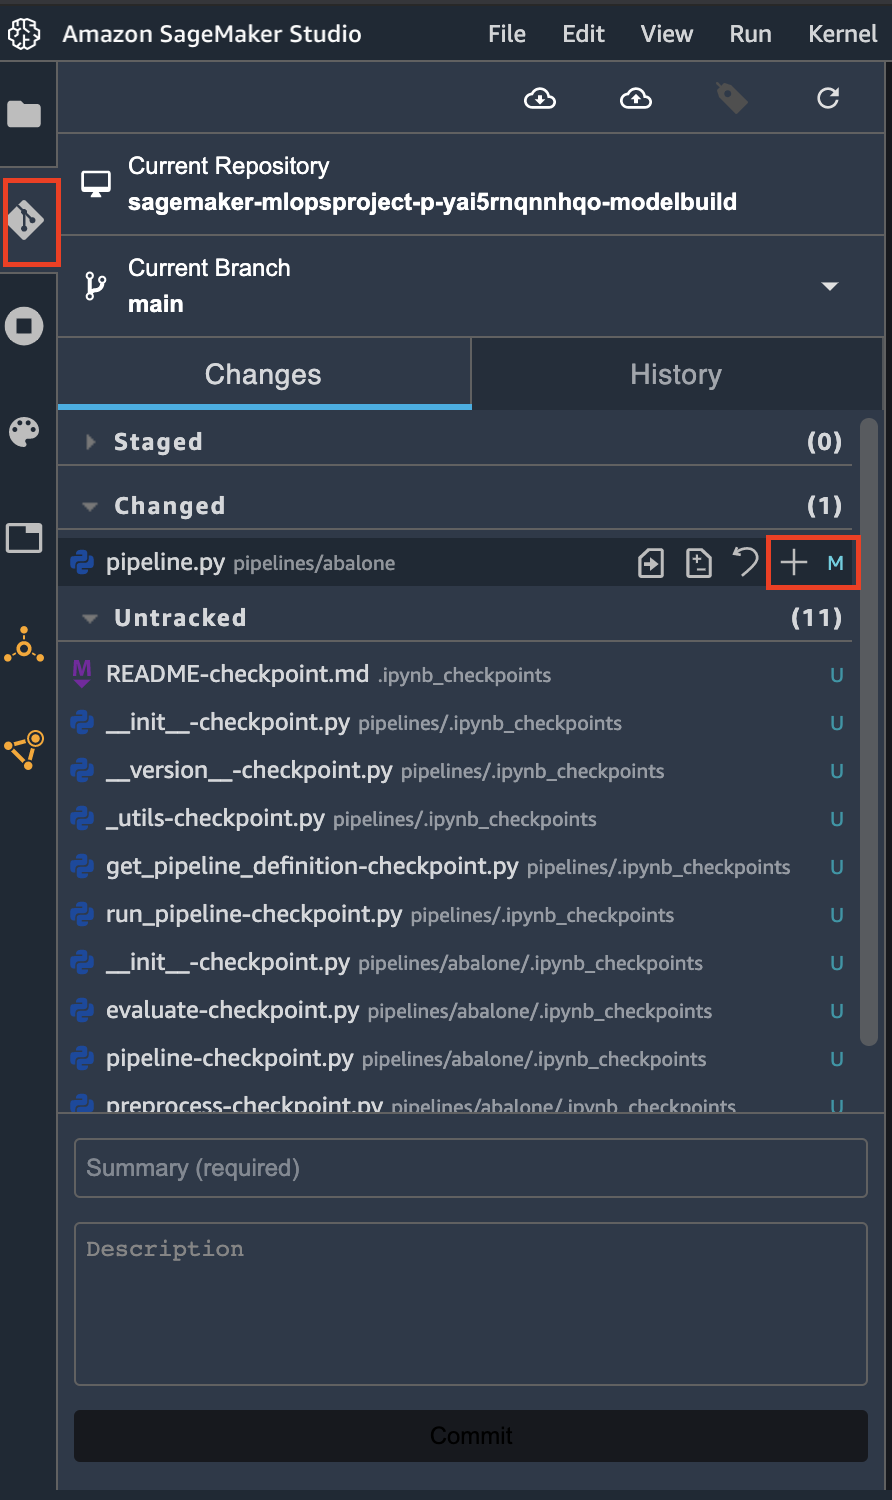 Amazon SageMaker Studio File Edit View Run Kernel
Current Repository
sagemaker-mlopsproject-p-yai5rnqnnhqo-modelbuild
Current Branch
main
Changes History
Staged (0)
Changed (1)
pipeline.py pipelines/abalone M
Untracked (11)
M README-checkpoint.md .ipynb_checkpoints U
__init__-checkpoint.py pipelines/.ipynb_checkpoints U
__version__-checkpoint.py pipelines/.ipynb_checkpoints U
_utils-checkpoint.py pipelines/.ipynb_checkpoints U
get_pipeline_definition-checkpoint.py pipelines/.ipynb_checkpoints U
run_pipeline-checkpoint.py pipelines/.ipynb_checkpoints U
__init__-checkpoint.py pipelines/abalone/.ipynb_checkpoints U
evaluate-checkpoint.py pipelines/abalone/.ipynb_checkpoints U
pipeline-checkpoint.py pipelines/abalone/.ipynb_checkpoints U
preprocess-checkpoint.py pipelines/abalone/.ipynb_checkpoints U
Summary (required)
Description
Commit